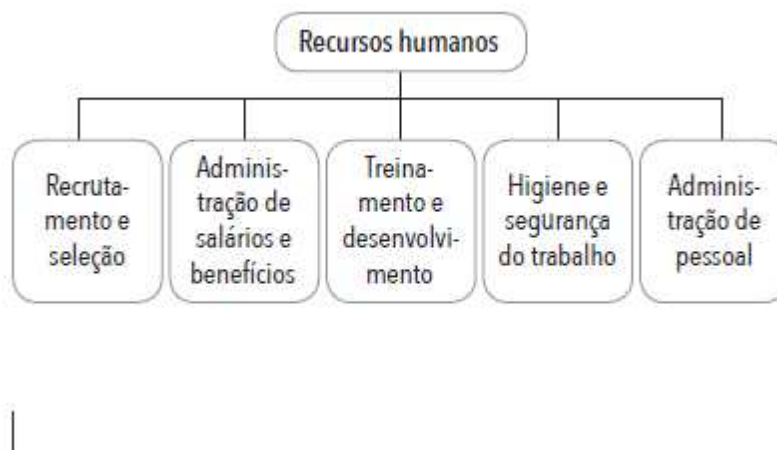 Recursos humanos
Recruta-
mento e
seleção
Adminis-
tração de
salários e
benefícios
Treina-
mento e
desenvolvi-
mento
Higiene e
segurança
do trabalho
Adminis-
tração de
pessoal